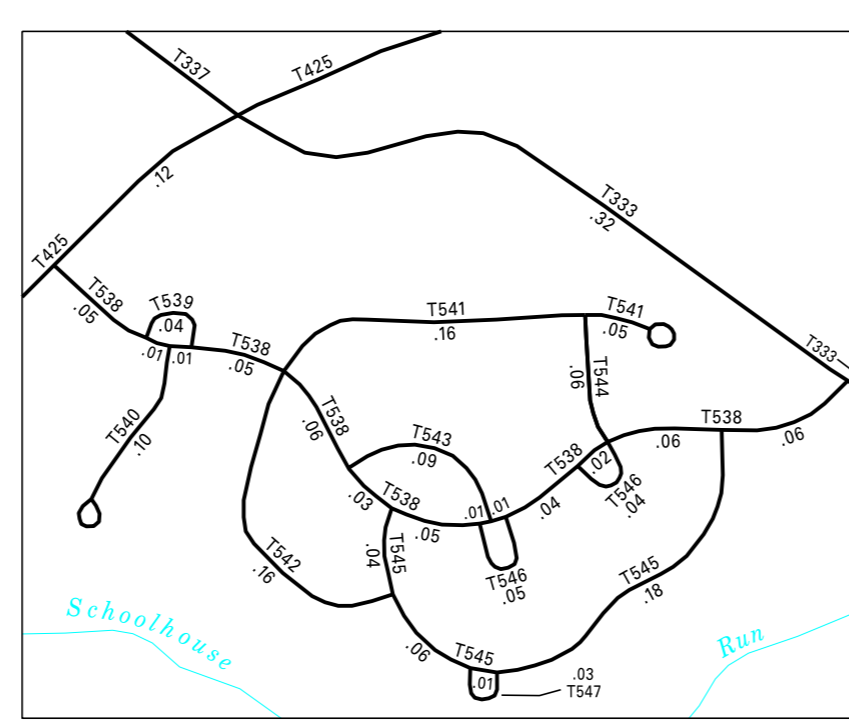 T337
T425
.12
T333
.32
T425
T538
.05
T539
.04
.01
.01
T538
.05
T541
.16
T541
.05
T333
T544
.06
T540
.10
T538
.06
T543
.09
T538
.02
.06
T538
.06
T546
.04
.03
T538
.05
.01
.01
.04
T542
.16
T545
.04
T546
.05
T545
.18
Schoolhouse
Run
.06
T545
.01
.03
T547